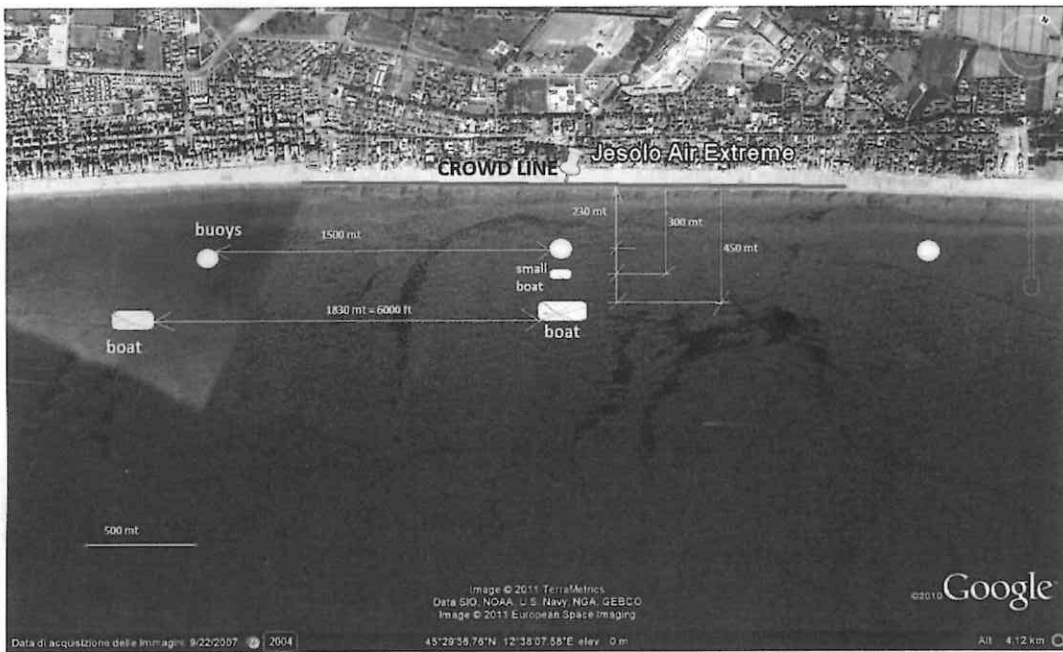 N
CROWD LINE
Jesolo Air Extreme
230 mt
300 mt
450 mt
buoys
1500 mt
small
boat
1830 mt = 6000 ft
boat
boat
500 mt
Image © 2011 TerraMetrics
Data SIO, NOAA, U.S. Navy, NGA, GEBCO
Image © 2011 European Space Imaging
©2010 Google
Data di acquisizione delle immagini: 9/22/2007
2004
45°29'38,76"N 12°38'07,58"E elev 0 m
Alt 4.12 km